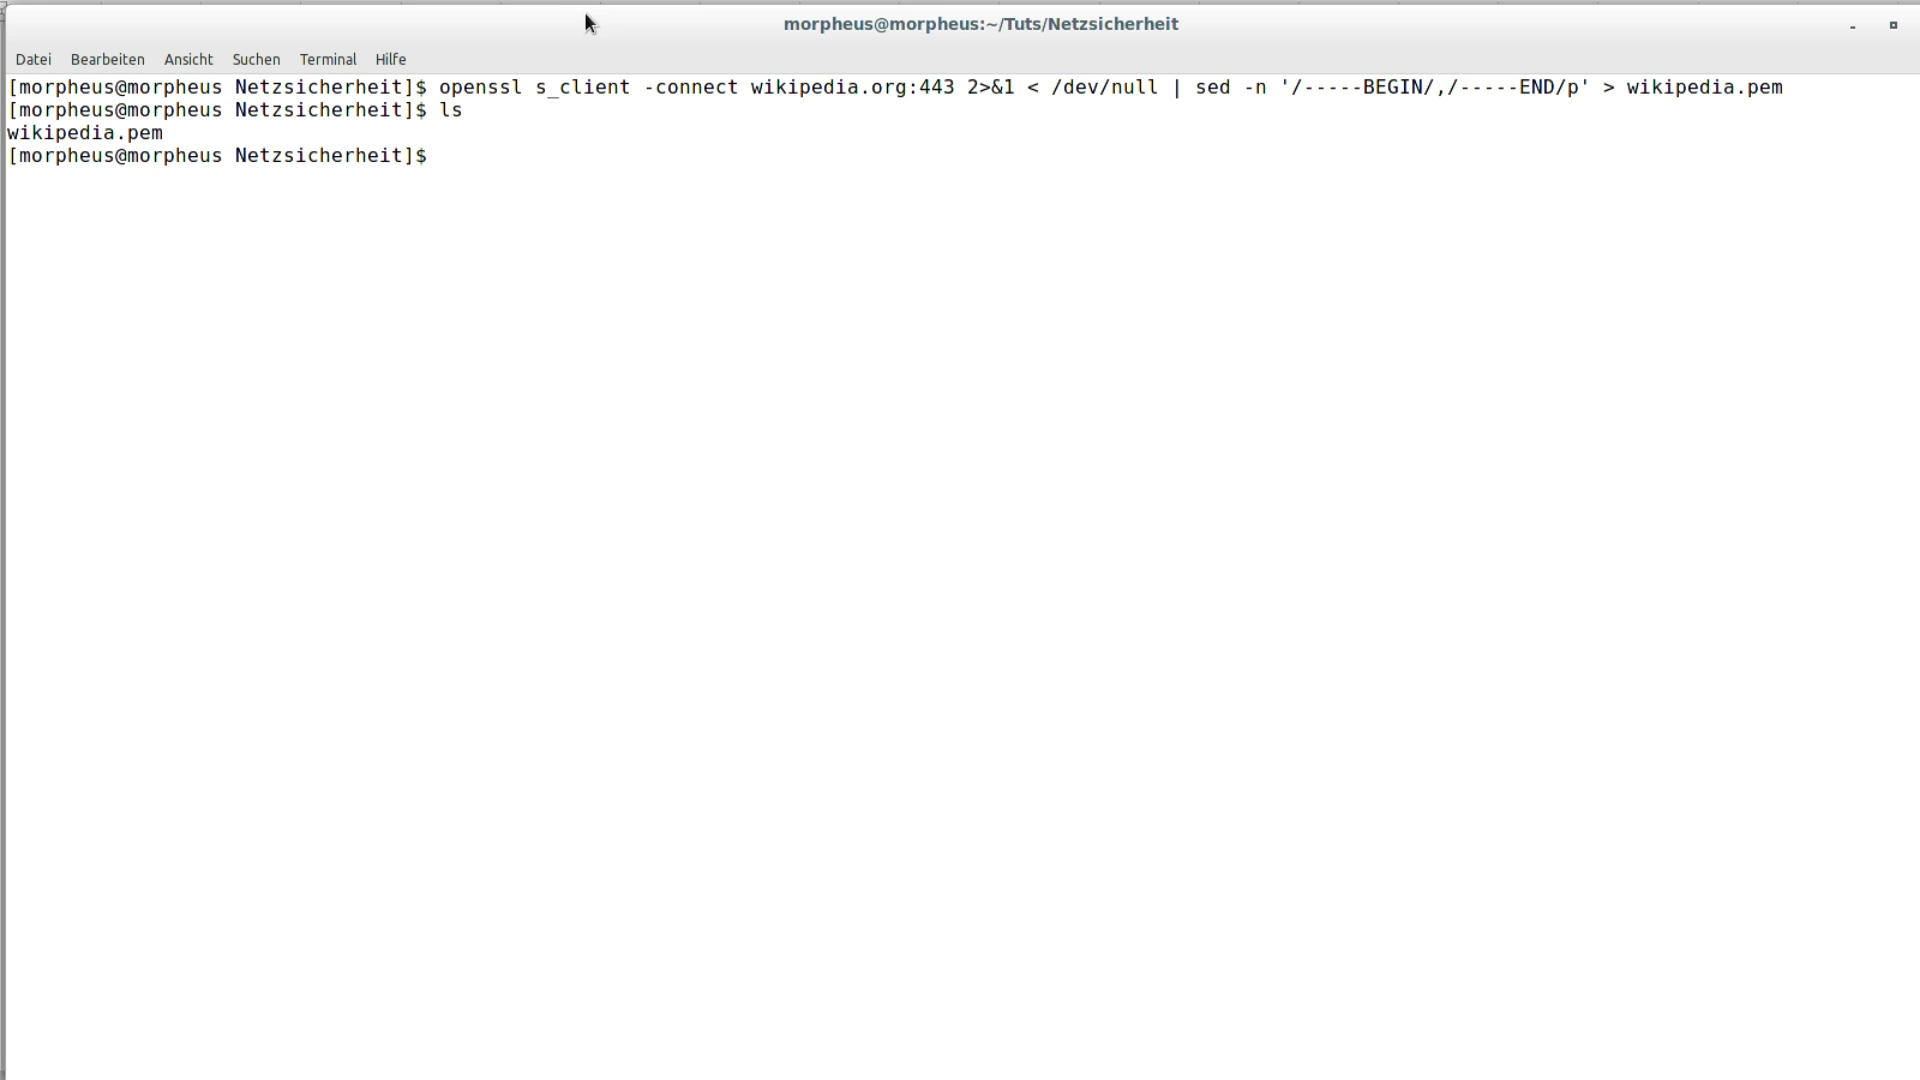 morpheus@morpheus:~/Tuts/Netzsicherheit
Datei Bearbeiten Ansicht Suchen Terminal Hilfe
[morpheus@morpheus Netzsicherheit]$ openssl s_client -connect wikipedia.org:443 2>&1 < /dev/null | sed -n '/-----BEGIN/,/-----END/p' > wikipedia.pem
[morpheus@morpheus Netzsicherheit]$ ls
wikipedia.pem
[morpheus@morpheus Netzsicherheit]$